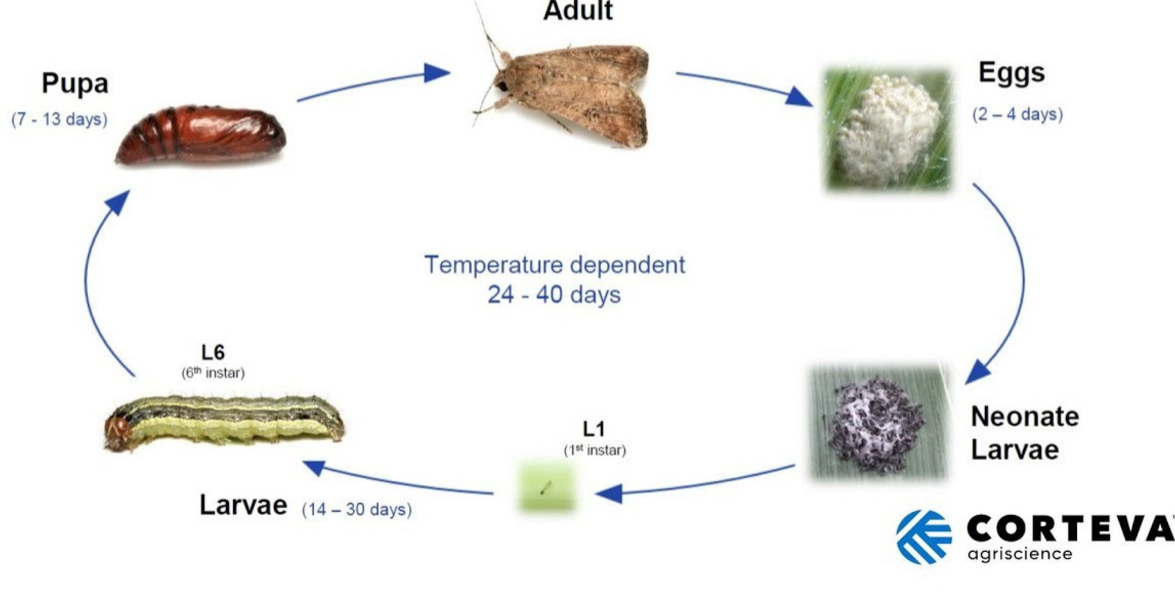 Adult
Pupa
(7 - 13 days)
Eggs
(2 – 4 days)
Temperature dependent
24 - 40 days
L6
(6th instar)
L1
(1st instar)
Neonate
Larvae
Larvae (14 – 30 days)
CORTEVA
agriscience